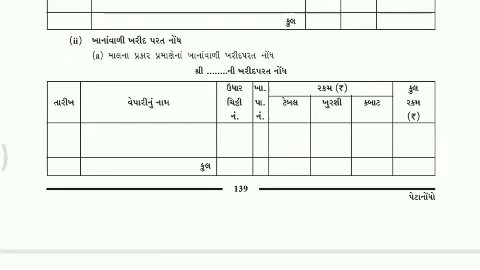 કુલ
(ii) ખાનાંવાળી ખરીદ પરત નોંધ
(a) માલના પ્રકાર પ્રમાણેનાં ખાનાંવાળી ખરીદપરત નોંધ
શ્રી ........ની ખરીદપરત નોંધ
ઉધાર ખા. રકમ (₹) કુલ
તારીખ વેપારીનું નામ ચિઠ્ઠી પા. ટેબલ ખુરશી કબાટ રકમ
નં. નં. (₹)
કુલ
139
પેટાનોંધો